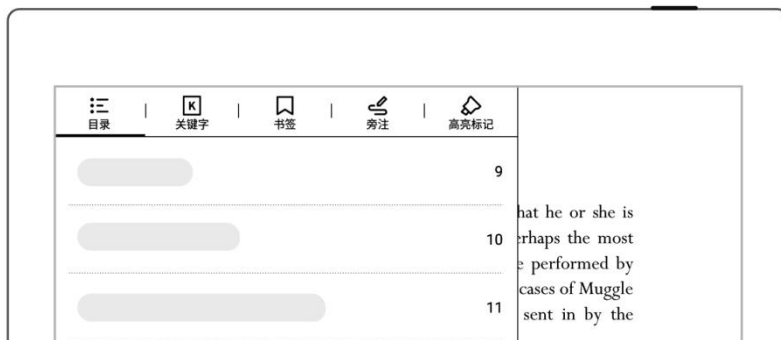 目录 | K 关键字 | 书签 | 旁注 | 高亮标记
9
10
11
hat he or she is
erhaps the most
e performed by
cases of Muggle
sent in by the